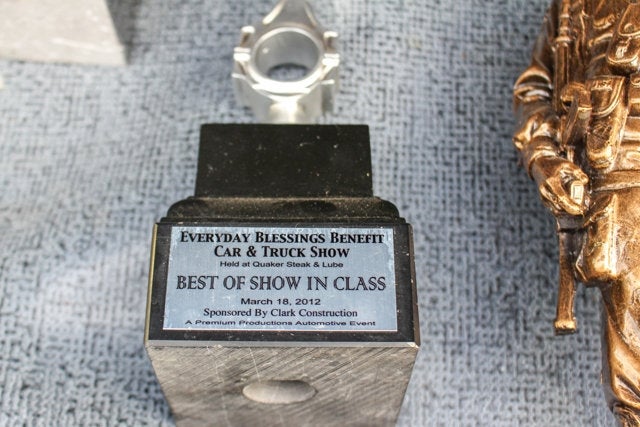 Everyday Blessings Benefit
Car & Truck Show
Held at Quaker Steak & Lube
BEST OF SHOW IN CLASS
March 18, 2012
Sponsored By Clark Construction
A Premium Productions Automotive Event